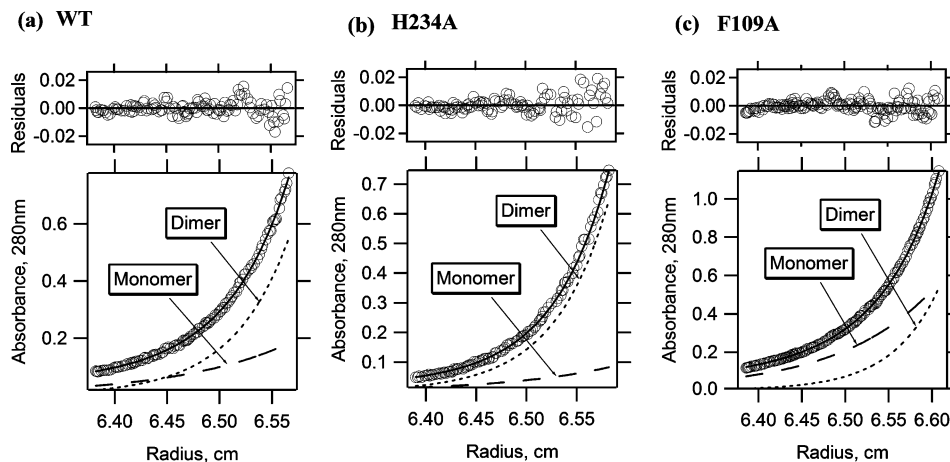 (a) WT
(b) H234A
(c) F109A
Residuals
0.02
0.00
-0.02
Residuals
0.02
0.00
-0.02
Residuals
0.02
0.00
-0.02
Absorbance, 280nm
0.6
0.4
0.2
Dimer
Monomer
6.40 6.45 6.50 6.55
Radius, cm
Absorbance, 280nm
0.7
0.6
0.5
0.4
0.3
0.2
0.1
Dimer
Monomer
6.40 6.45 6.50 6.55
Radius, cm
Absorbance, 280nm
1.0
0.8
0.6
0.4
0.2
0.0
Dimer
Monomer
6.40 6.45 6.50 6.55 6.60
Radius, cm